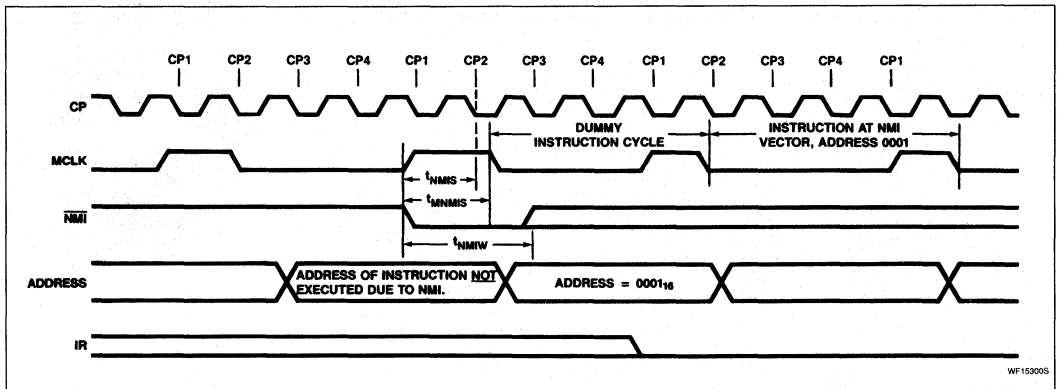 CP1 CP2 CP3 CP4 CP1 CP2 CP3 CP4 CP1 CP2 CP3 CP4 CP1
CP
DUMMY
INSTRUCTION CYCLE
INSTRUCTION AT NMI
VECTOR, ADDRESS 0001
MCLK
tNMIS
tMNMIS
NMI
tNMIW
ADDRESS
ADDRESS OF INSTRUCTION NOT
EXECUTED DUE TO NMI.
ADDRESS = 0001₁₆
IR
WF15300S